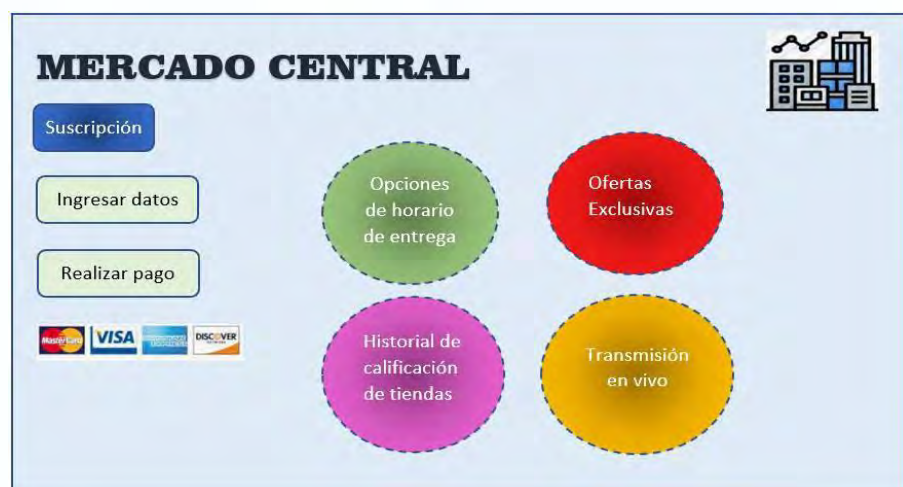 MERCADO CENTRAL
Suscripción
Ingresar datos
Realizar pago
MasterCard
VISA
DISCOVER
Opciones
de horario
de entrega
Ofertas
Exclusivas
Historial de
calificación
de tiendas
Transmisión
en vivo